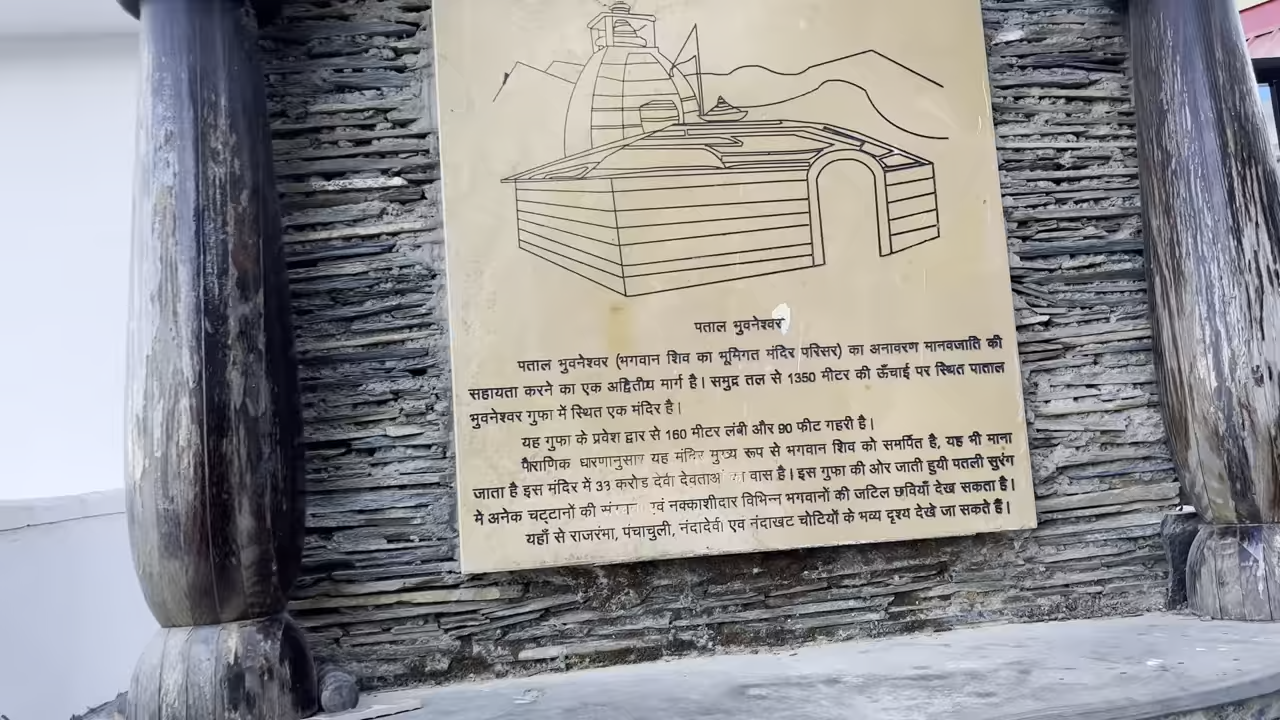 पताल भुवनेश्वर
पताल भुवनेश्वर (भगवान शिव का भूमिगत मंदिर परिसर) का अनावरण मानवजाति की
सहायता करने का एक अद्वितीय मार्ग है। समुद्र तल से 1350 मीटर की ऊँचाई पर स्थित पाताल
भुवनेश्वर गुफा में स्थित एक मंदिर है।
यह गुफा के प्रवेश द्वार से 160 मीटर लंबी और 90 फीट गहरी है।
पैराणिक धारणानुसार यह मंदिर मुख्य रूप से भगवान शिव को समर्पित है, यह भी माना
जाता है इस मंदिर में 33 करोड देवी देवताओं का वास है। इस गुफा की ओर जाती हुयी पतली सुरंग
मे अनेक चट्टानों की एवं नक्काशीदार विभिन्न भगवानों की जटिल छवियाँ देख सकता है।
यहाँ से राजरंभा, पंचाचुली, नंदादेवी एवं नंदाखट चोटियों के भव्य दृश्य देखे जा सकते हैं।